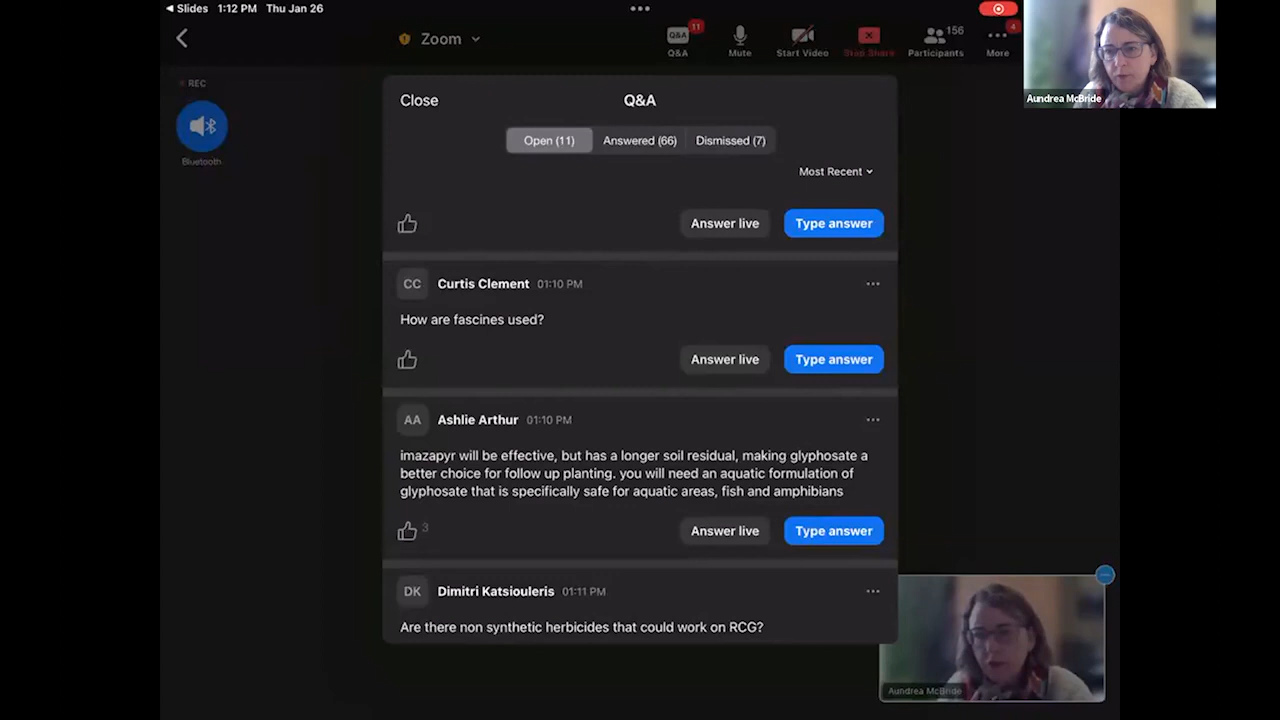 Slides 1:12 PM Thu Jan 26
Zoom
Q&A 11
Q&A
Mute
Start Video
Stop Share
156
Participants
4
More
Aundrea McBride
REC
Bluetooth
Close
Q&A
Open (11)
Answered (66)
Dismissed (7)
Most Recent
Answer live
Type answer
CC
Curtis Clement 01:10 PM
How are fascines used?
Answer live
Type answer
AA
Ashlie Arthur 01:10 PM
imazapyr will be effective, but has a longer soil residual, making glyphosate a
better choice for follow up planting. you will need an aquatic formulation of
glyphosate that is specifically safe for aquatic areas, fish and amphibians
3
Answer live
Type answer
DK
Dimitri Katsiouleris 01:11 PM
Are there non synthetic herbicides that could work on RCG?
Aundrea McBride